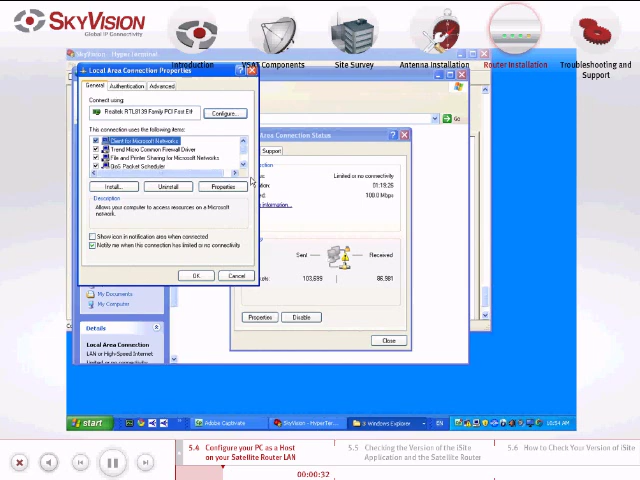 SKYVISION
Global IP Connectivity
Introduction
VSAT Components
Site Survey
Antenna Installation
Router Installation
Troubleshooting and
Support
SkyVision - HyperTerminal
Local Area Connection Properties
General
Authentication
Advanced
Connect using:
Realtek RTL8139 Family PCI Fast Eth
Configure...
This connection uses the following items:
Client for Microsoft Networks
Trend Micro Common Firewall Driver
File and Printer Sharing for Microsoft Networks
QoS Packet Scheduler
Install...
Uninstall
Properties
Description
Allows your computer to access resources on a Microsoft
network.
Show icon in notification area when connected
Notify me when this connection has limited or no connectivity
OK
Cancel
Go
Area Connection Status
Support
Limited or no connectivity
01:19:26
100.0 Mbps
Sent
Received
103,699
86,981
Properties
Disable
Close
My Documents
My Computer
Details
Local Area Connection
LAN or High-Speed Internet
Limited or no connectivity
start
Adobe Captivate
SkyVision - HyperTer...
3 Windows Explorer
EN
10:54 AM
5.4 Configure your PC as a Host
on your Satellite Router LAN
5.5 Checking the Version of the iSite
Application and the Satellite Router
5.6 How to Check Your Version of iSite
00:00:32